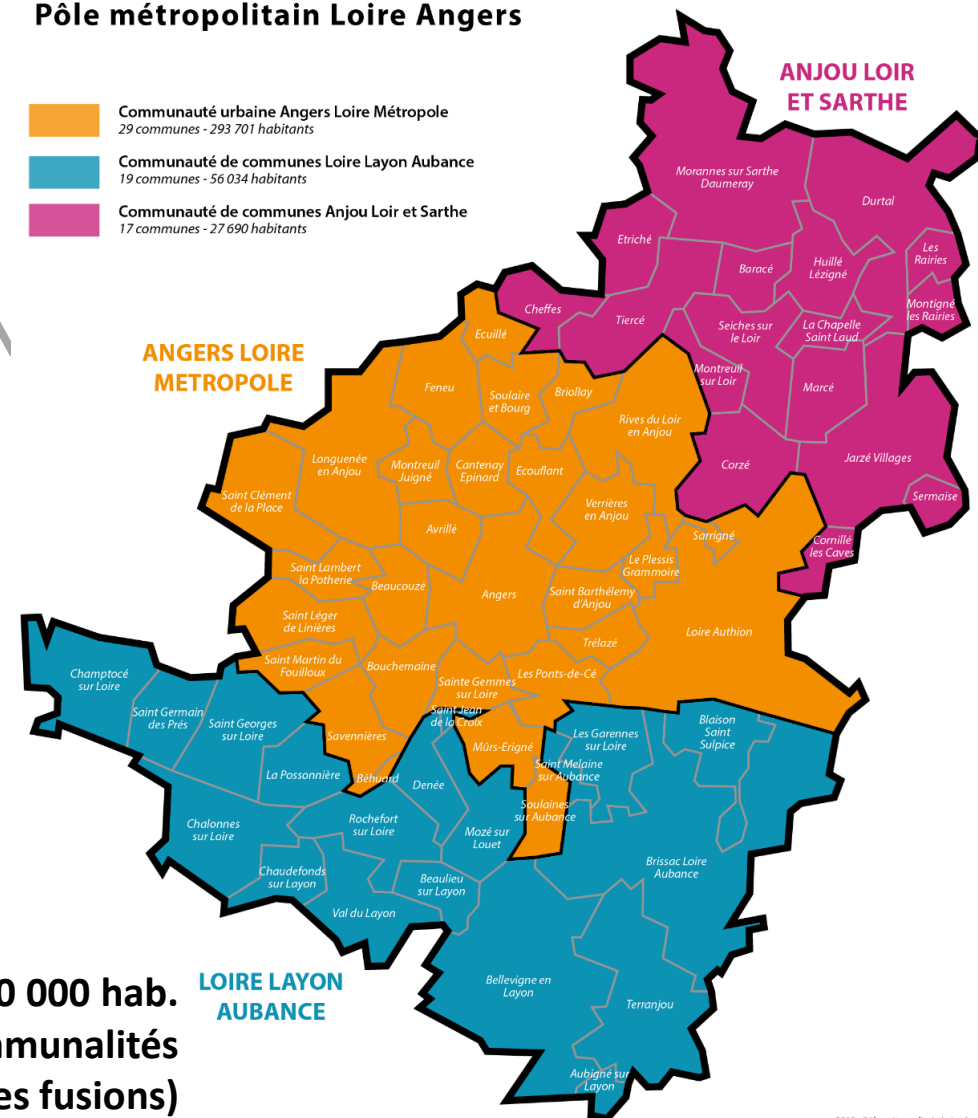 Pôle métropolitain Loire Angers
Communauté urbaine Angers Loire Métropole
29 communes - 293 701 habitants
Communauté de communes Loire Layon Aubance
19 communes - 56 034 habitants
Communauté de communes Anjou Loir et Sarthe
17 communes - 27 690 habitants
ANJOU LOIR
ET SARTHE
Morannes sur Sarthe
Daumeray
Durtal
Etriché
Les
Rairies
Baracé
Huillé
Lézigné
Cheffes
Tiercé
Montigné
les Rairies
Seiches sur
le Loir
La Chapelle
Saint Laud
Montreuil
sur Loir
Marcé
Corzé
Jarzé Villages
Sermaise
Cornillé
les Caves
ANGERS LOIRE
METROPOLE
Ecuillé
Feneu
Soulaire
et Bourg
Briollay
Rives du Loir
en Anjou
Longuenée
en Anjou
Montreuil
Juigné
Cantenay
Epinard
Ecouflant
Saint Clément
de la Place
Avrillé
Verrières
en Anjou
Sarrigné
Saint Lambert
la Potherie
Beaucouzé
Le Plessis
Grammoire
Angers
Saint Barthélemy
d'Anjou
Saint Léger
de Linières
Trélazé
Loire Authion
Saint Martin du
Fouilloux
Bouchemaine
Sainte Gemmes
sur Loire
Les Ponts-de-Cé
Savennières
Mûrs-Erigné
Béhuard
Soulaines
sur Aubance
Champtocé
sur Loire
Saint Germain
des Prés
Saint Georges
sur Loire
Saint Jean
de la Croix
Les Garennes
sur Loire
Blaison
Saint
Sulpice
La Possonnière
Denée
Saint Melaine
sur Aubance
Chalonnes
sur Loire
Rochefort
sur Loire
Mozé sur
Louet
Brissac Loire
Aubance
Chaudefonds
sur Layon
Beaulieu
sur Layon
Val du Layon
Bellevigne en
Layon
Terranjou
Aubigné sur
Layon
LOIRE LAYON
AUBANCE
0 000 hab.
munalités
es fusions)